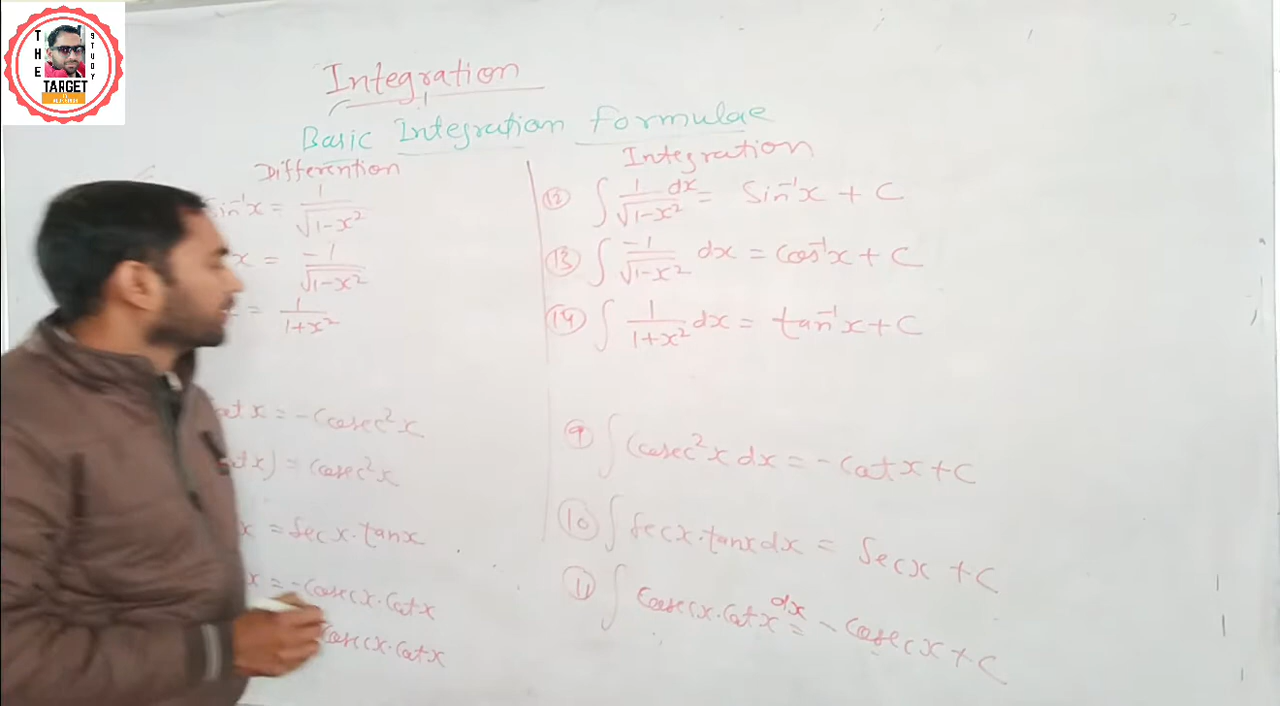 THE
STUDY
TARGET
Integration
Basic Integration formulae
Differention
Sin⁻¹x = 1/√1-x²
x = -1/√1-x²
= 1/1+x²
Cot x = -Cosec²x
ot x) = Cosec²x
x = Sec x . tan x
x = -Cosec x . Cot x
Cosec x . Cot x
Integration
⑫ ∫ 1/√1-x² dx = Sin⁻¹x + C
⑬ ∫ -1/√1-x² dx = Cos⁻¹x + C
⑭ ∫ 1/1+x² dx = tan⁻¹x + C
⑨ ∫ Cosec²x dx = - Cot x + C
⑩ ∫ Sec x . tan x dx = Sec x + C
⑪ ∫ Cosec x . Cot x dx = - Cosec x + C